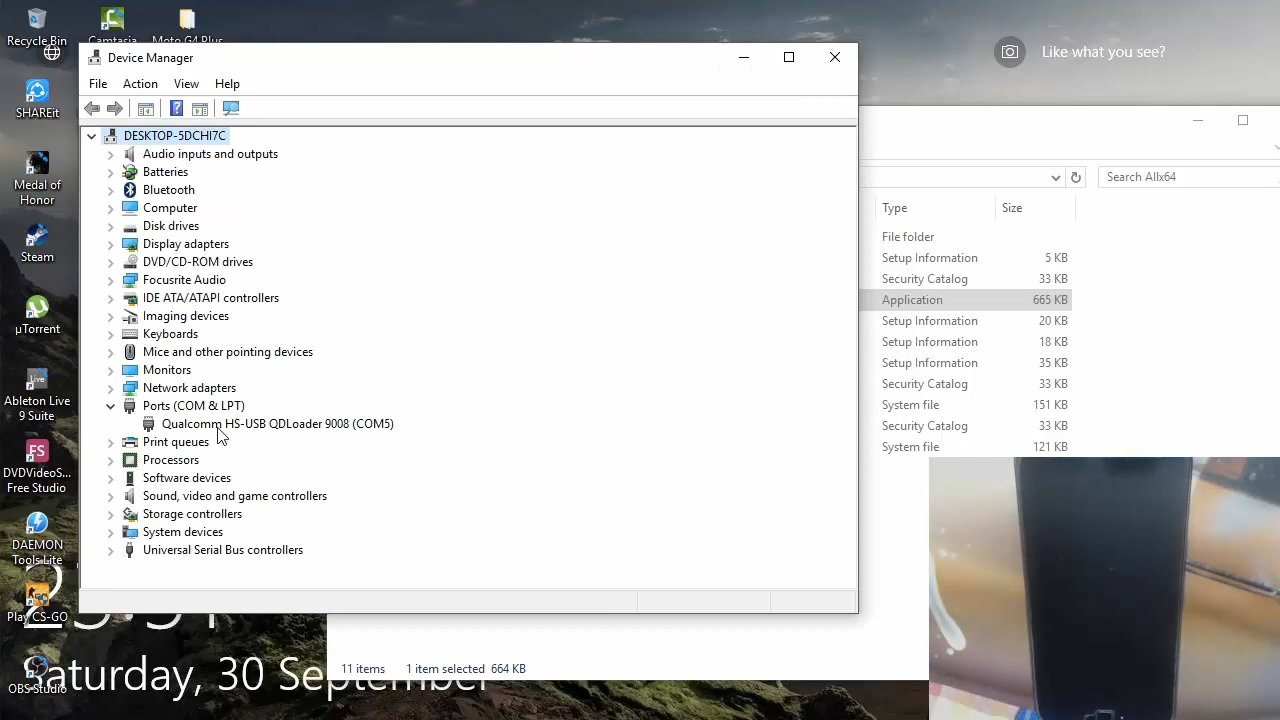 Recycle Bin
Camtasia
Moto G4 Plus
SHAREit
Medal of
Honor
Steam
µTorrent
Ableton Live
9 Suite
DVDVideoS...
Free Studio
DAEMON
Tools Lite
Play CS-GO
OBS Studio
Device Manager
File Action View Help
DESKTOP-5DCHI7C
Audio inputs and outputs
Batteries
Bluetooth
Computer
Disk drives
Display adapters
DVD/CD-ROM drives
Focusrite Audio
IDE ATA/ATAPI controllers
Imaging devices
Keyboards
Mice and other pointing devices
Monitors
Network adapters
Ports (COM & LPT)
Qualcomm HS-USB QDLoader 9008 (COM5)
Print queues
Processors
Software devices
Sound, video and game controllers
Storage controllers
System devices
Universal Serial Bus controllers
Like what you see?
Search Allx64
Type Size
File folder
Setup Information 5 KB
Security Catalog 33 KB
Application 665 KB
Setup Information 20 KB
Setup Information 18 KB
Setup Information 35 KB
Security Catalog 33 KB
System file 151 KB
Security Catalog 33 KB
System file 121 KB
11 items 1 item selected 664 KB
Saturday, 30 September